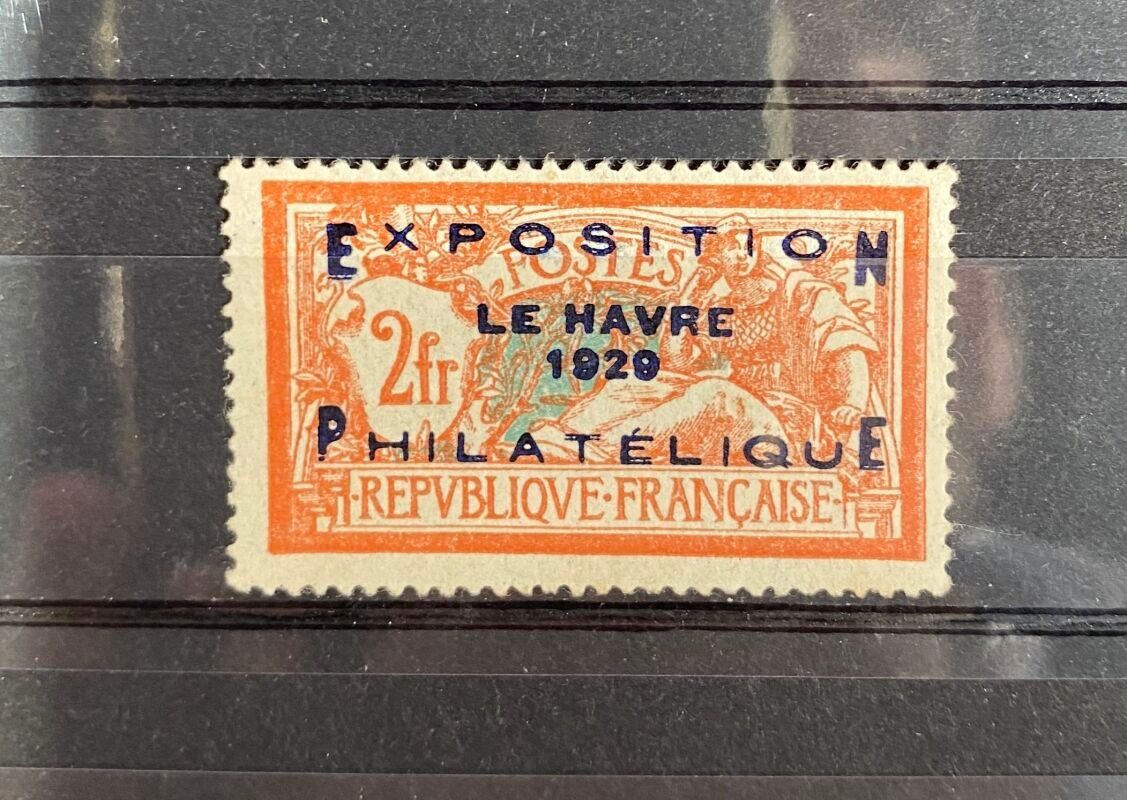 EXPOSITION
POSTES
LE HAVRE
2fr
1929
PHILATÉLIQUE
·REPVBLIQVE·FRANÇAISE·